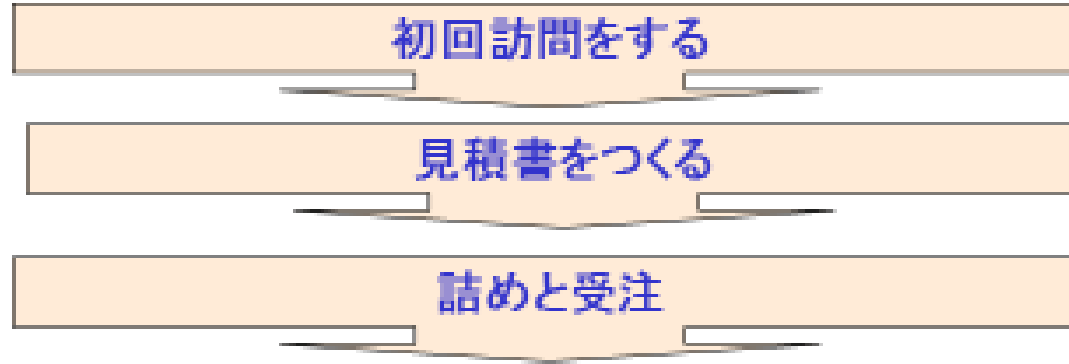 初回訪問をする
見積書をつくる
詰めと受注